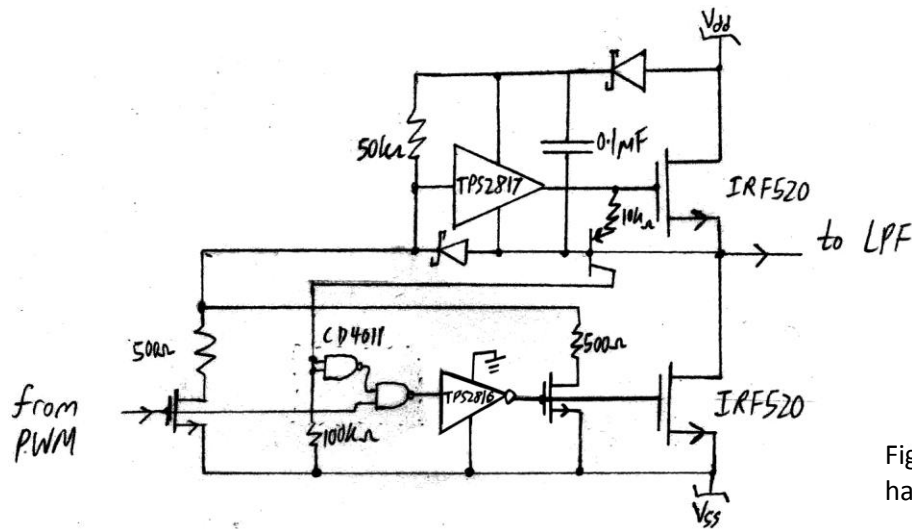 Vdd
50kΩ
TPS2817
0.1μF
IRF520
10kΩ
to LPF
50Ω
CD4011
500Ω
from
PWM
TPS2816
100kΩ
IRF520
Vss
Fig
ha